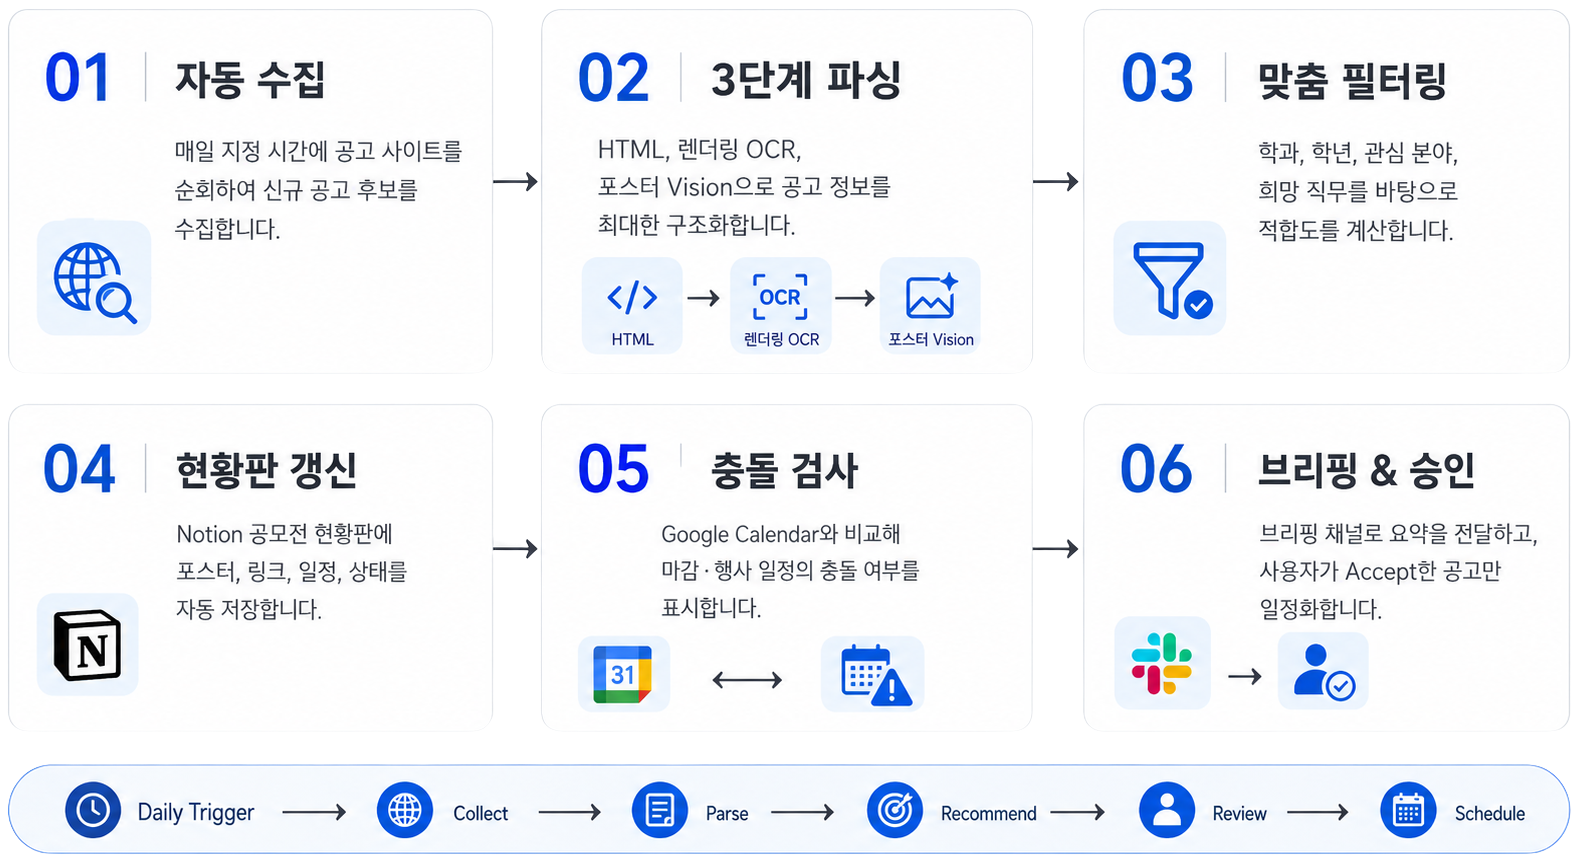 01
자동 수집
매일 지정 시간에 공고 사이트를
순회하여 신규 공고 후보를
수집합니다.
02
3단계 파싱
HTML, 렌더링 OCR,
포스터 Vision으로 공고 정보를
최대한 구조화합니다.
HTML
OCR
렌더링 OCR
포스터 Vision
03
맞춤 필터링
학과, 학년, 관심 분야,
희망 직무를 바탕으로
적합도를 계산합니다.
04
현황판 갱신
Notion 공모전 현황판에
포스터, 링크, 일정, 상태를
자동 저장합니다.
N
05
충돌 검사
Google Calendar와 비교해
마감 · 행사 일정의 충돌 여부를
표시합니다.
31
06
브리핑 & 승인
브리핑 채널로 요약을 전달하고,
사용자가 Accept한 공고만
일정화합니다.
Daily Trigger
Collect
Parse
Recommend
Review
Schedule